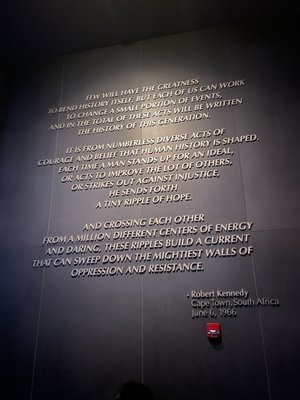 FEW WILL HAVE THE GREATNESS
TO BEND HISTORY ITSELF, BUT EACH OF US CAN WORK
TO CHANGE A SMALL PORTION OF EVENTS,
AND IN THE TOTAL OF THESE ACTS WILL BE WRITTEN
THE HISTORY OF THIS GENERATION.
IT IS FROM NUMBERLESS DIVERSE ACTS OF
COURAGE AND BELIEF THAT HUMAN HISTORY IS SHAPED.
EACH TIME A MAN STANDS UP FOR AN IDEAL,
OR ACTS TO IMPROVE THE LOT OF OTHERS,
OR STRIKES OUT AGAINST INJUSTICE,
HE SENDS FORTH
A TINY RIPPLE OF HOPE.
AND CROSSING EACH OTHER
FROM A MILLION DIFFERENT CENTERS OF ENERGY
AND DARING, THESE RIPPLES BUILD A CURRENT
THAT CAN SWEEP DOWN THE MIGHTIEST WALLS OF
OPPRESSION AND RESISTANCE.
- Robert Kennedy
Cape Town, South Africa
June 6, 1966